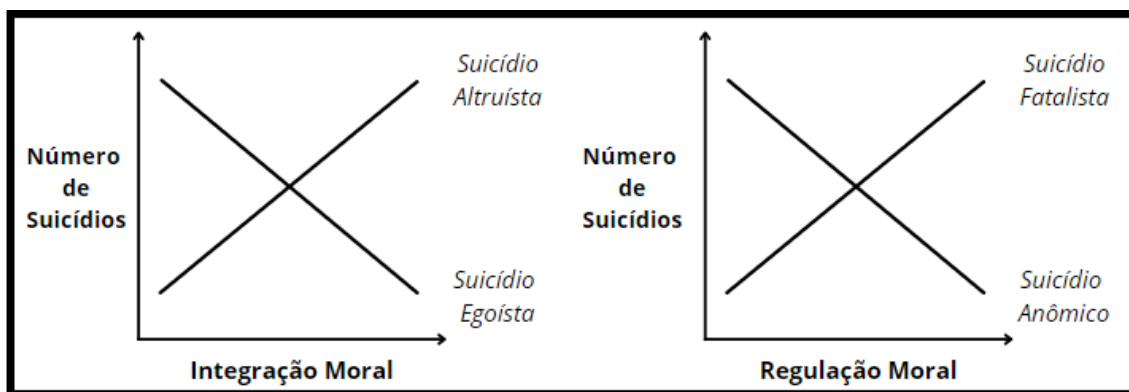 Número
de
Suicídios
Suicídio
Altruísta
Suicídio
Egoísta
Integração Moral
Número
de
Suicídios
Suicídio
Fatalista
Suicídio
Anômico
Regulação Moral